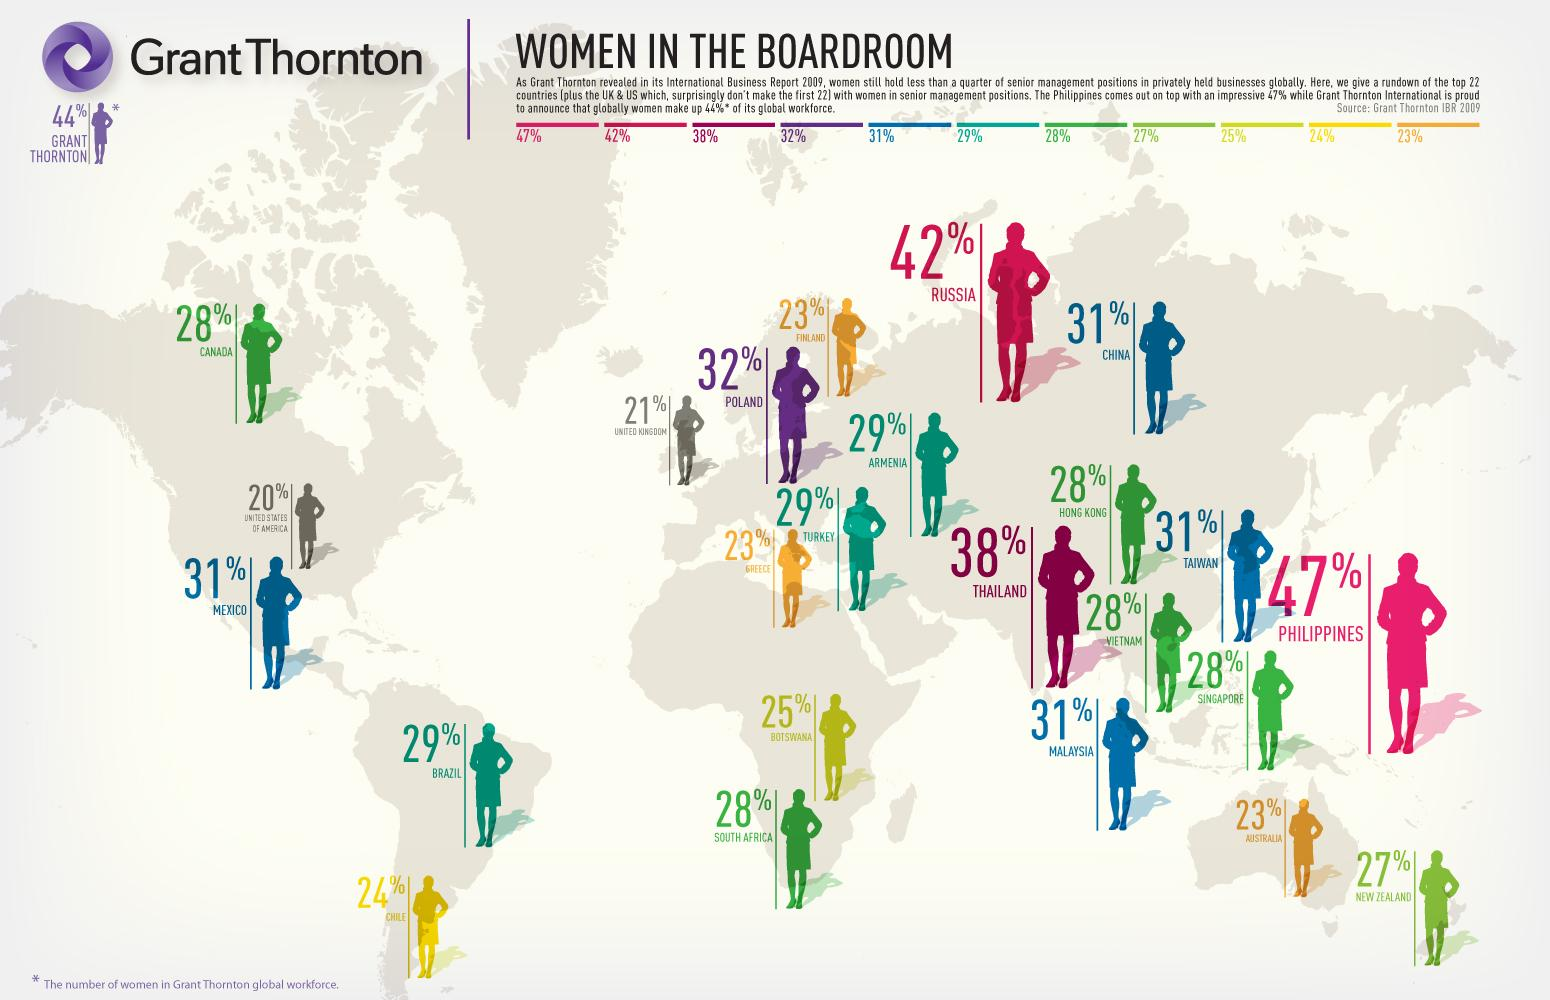 Grant Thornton
44%*
GRANT
THORNTON
WOMEN IN THE BOARDROOM
As Grant Thornton revealed in its International Business Report 2009, women still hold less than a quarter of senior management positions in privately held businesses globally. Here, we give a rundown of the top 22
countries (plus the UK & US which, surprisingly don't make the first 22) with women in senior management positions. The Philippines comes out on top with an impressive 47% while Grant Thornton International is proud
to announce that globally women make up 44%* of its global workforce.
Source: Grant Thornton IBR 2009
47% 42% 38% 32% 31% 29% 28% 27% 25% 24% 23%
42%
RUSSIA
28%
CANADA
23%
FINLAND
31%
CHINA
32%
POLAND
21%
UNITED KINGDOM
29%
ARMENIA
20%
UNITED STATES
OF AMERICA
28%
HONG KONG
29%
TURKEY
31%
TAIWAN
23%
GREECE
38%
THAILAND
31%
MEXICO
47%
PHILIPPINES
28%
VIETNAM
28%
SINGAPORE
25%
BOTSWANA
31%
MALAYSIA
29%
BRAZIL
28%
SOUTH AFRICA
23%
AUSTRALIA
27%
NEW ZEALAND
24%
CHILE
* The number of women in Grant Thornton global workforce.